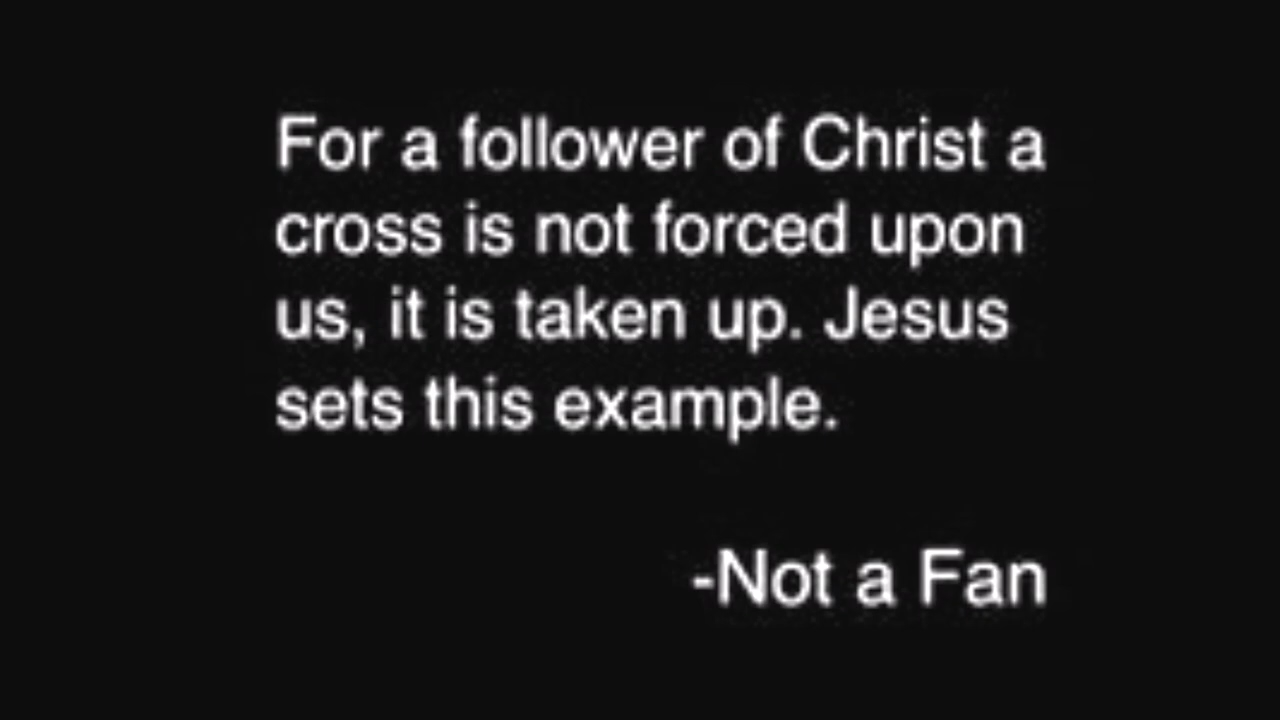 For a follower of Christ a
cross is not forced upon
us, it is taken up. Jesus
sets this example.
-Not a Fan